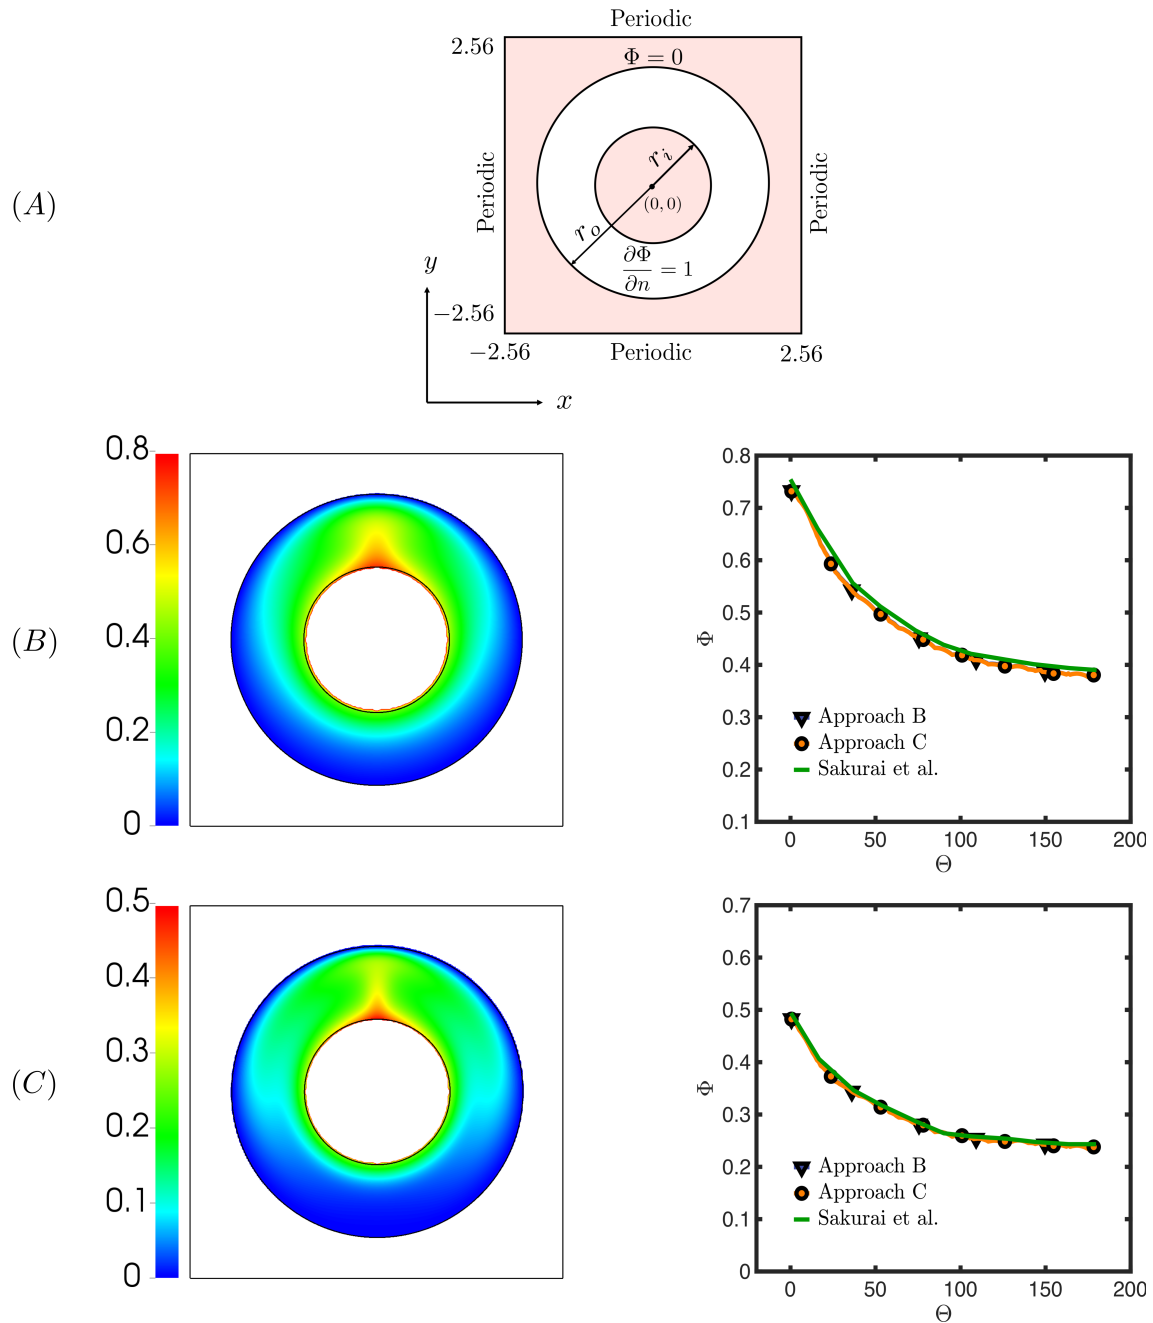 Periodic
2.56
Φ = 0
Periodic
r_i
Periodic
(0, 0)
r_o
(A)
∂Φ/∂n = 1
y
−2.56
−2.56
Periodic
2.56
x
0.8
0.6
0.4
0.2
0
(B)
0.8
0.7
0.6
0.5
0.4
0.3
0.2
0.1
Φ
Approach B
Approach C
Sakurai et al.
0 50 100 150 200
Θ
0.5
0.4
0.3
0.2
0.1
0
(C)
0.7
0.6
0.5
0.4
0.3
0.2
0.1
0
Φ
Approach B
Approach C
Sakurai et al.
0 50 100 150 200
Θ